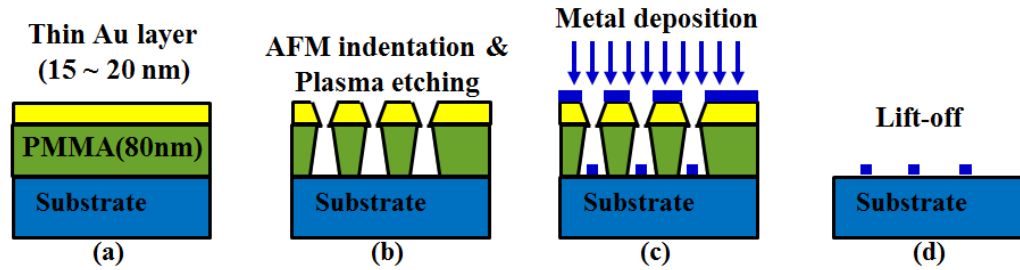 Thin Au layer
(15 ~ 20 nm)
PMMA(80nm)
Substrate
(a)
AFM indentation &
Plasma etching
Substrate
(b)
Metal deposition
Substrate
(c)
Lift-off
Substrate
(d)